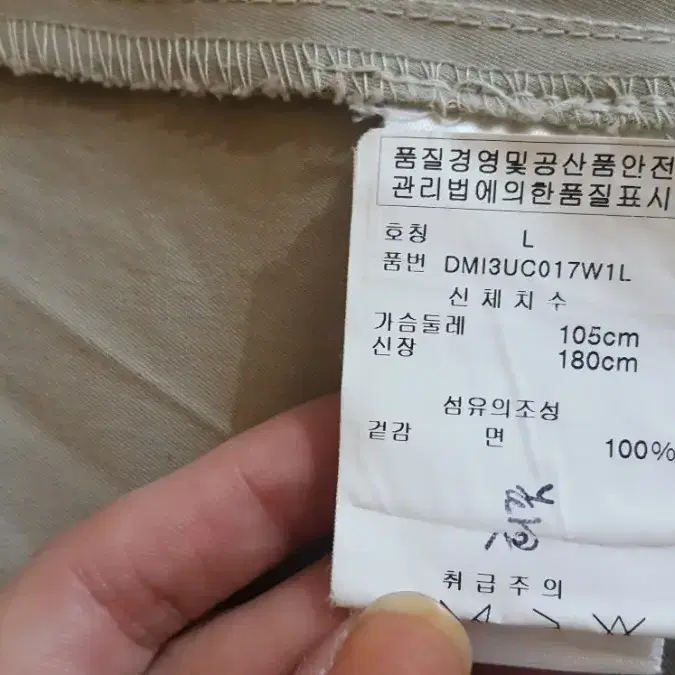 품질경영및공산품안전
관리법에의한품질표시
호칭 L
품번 DMI3UC017W1L
신체치수
가슴둘레 105cm
신장 180cm
섬유의조성
겉감 면 100%
취급주의